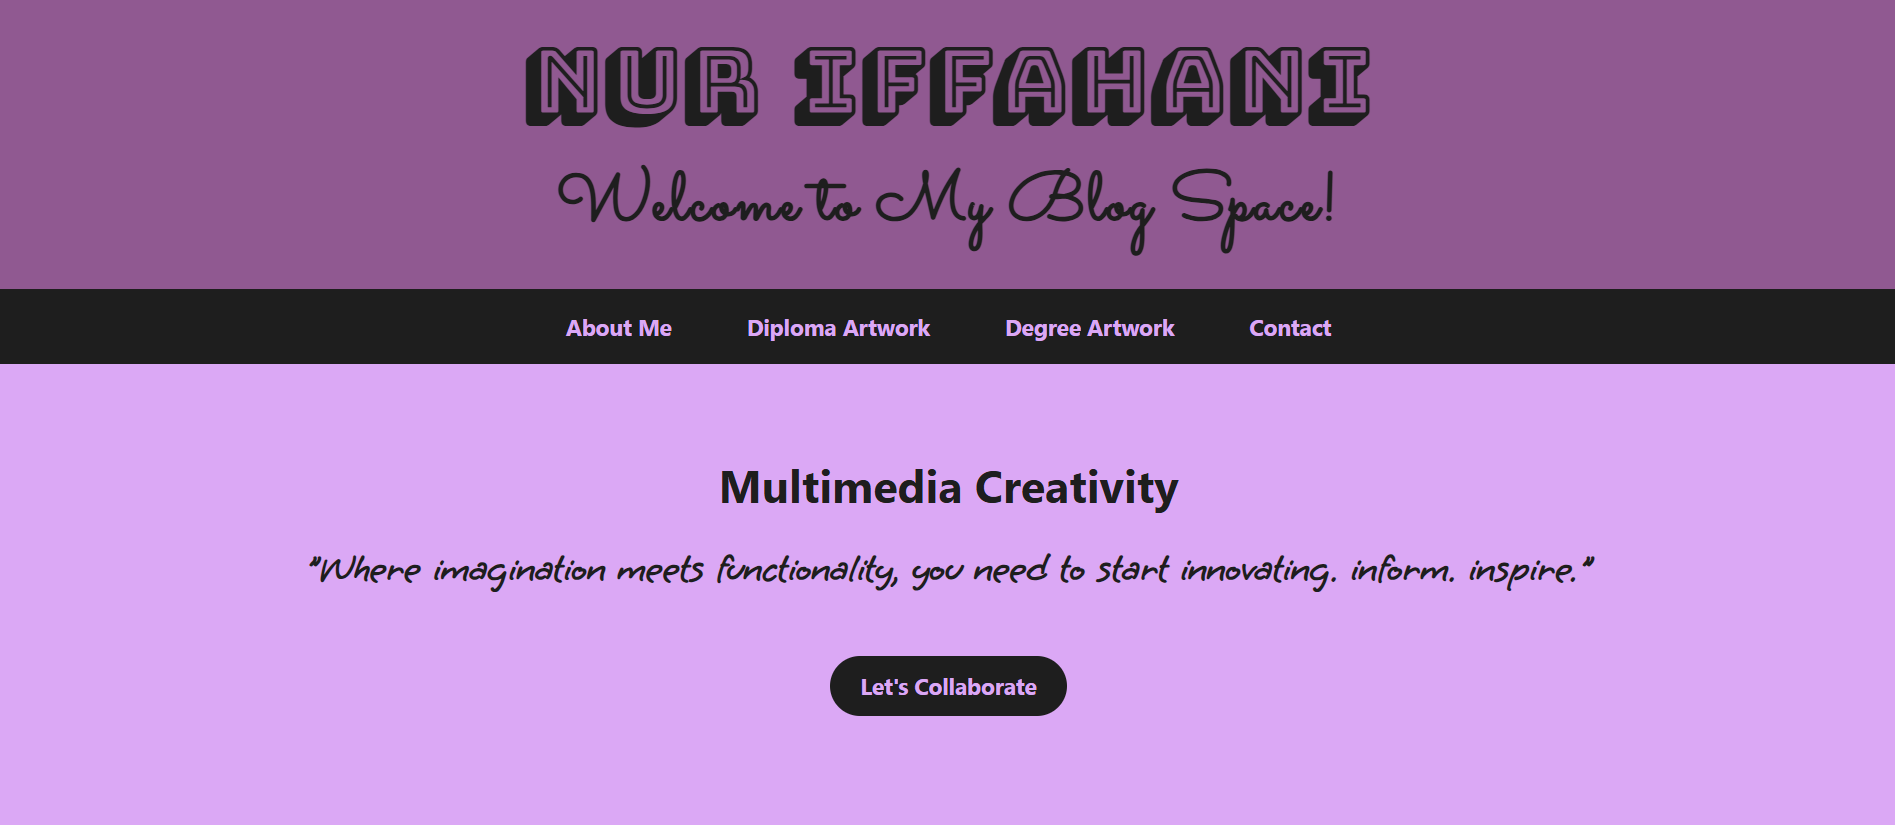 NUR IFFAHANI
Welcome to My Blog Space!
About Me Diploma Artwork Degree Artwork Contact
Multimedia Creativity
"Where imagination meets functionality, you need to start innovating. inform. inspire."
Let's Collaborate